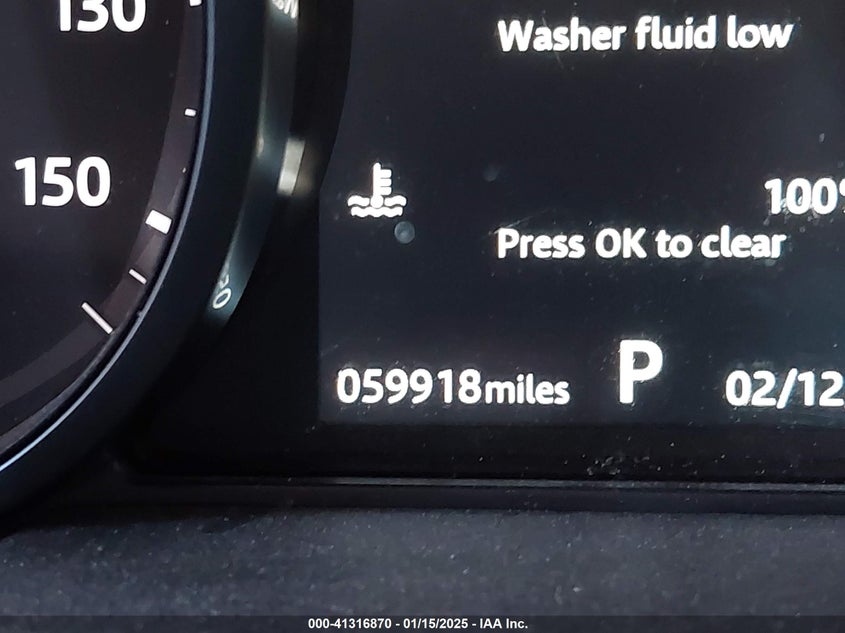 130
Washer fluid low
150
100%
Press OK to clear
059918miles
P
02/12
000-41316870 - 01/15/2025 - IAA Inc.